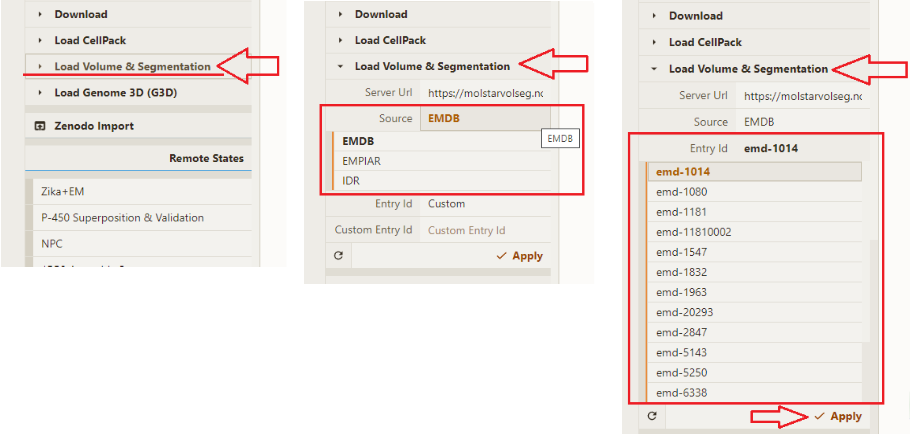 Download
Load CellPack
Load Volume & Segmentation
Load Genome 3D (G3D)
Zenodo Import
Remote States
Zika+EM
P-450 Superposition & Validation
NPC
Download
Load CellPack
Load Volume & Segmentation
Server Url https://molstarvolseg.nc
Source EMDB
EMDB
EMDB
EMPIAR
IDR
Entry Id Custom
Custom Entry Id Custom Entry Id
Apply
Download
Load CellPack
Load Volume & Segmentation
Server Url https://molstarvolseg.nc
Source EMDB
Entry Id emd-1014
emd-1014
emd-1080
emd-1181
emd-11810002
emd-1547
emd-1832
emd-1963
emd-20293
emd-2847
emd-5143
emd-5250
emd-6338
Apply